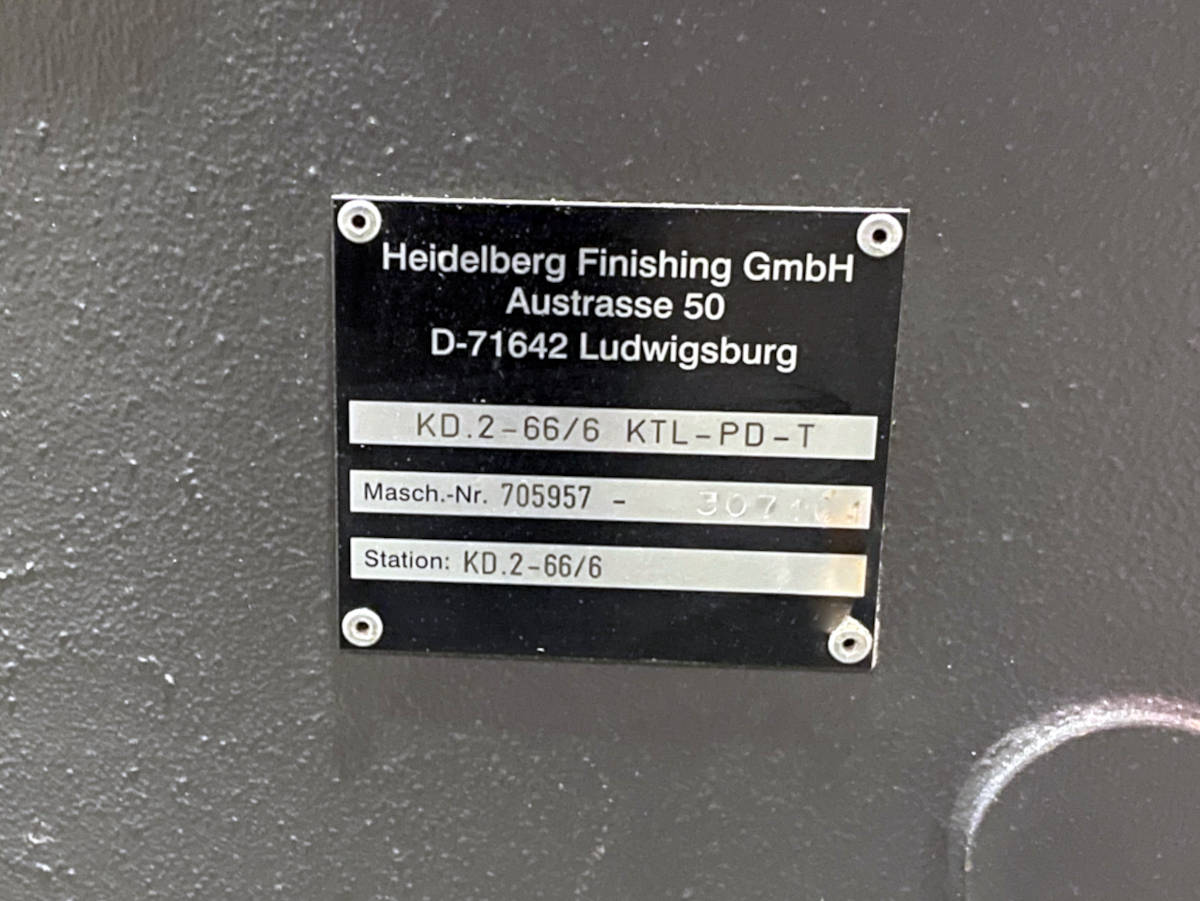 Heidelberg Finishing GmbH
Austrasse 50
D-71642 Ludwigsburg
KD.2-66/6 KTL-PD-T
Masch.-Nr. 705957 -
Station: KD.2-66/6